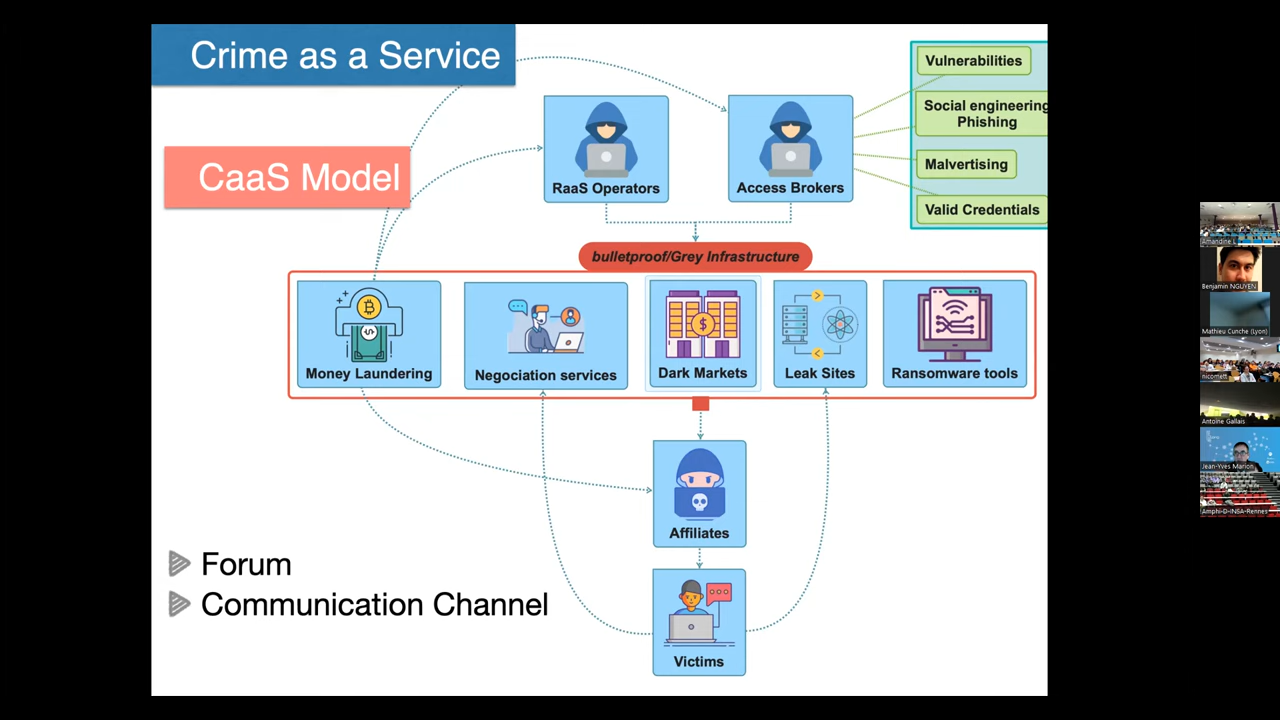 Crime as a Service
CaaS Model
RaaS Operators
Access Brokers
Vulnerabilities
Social engineering
Phishing
Malvertising
Valid Credentials
bulletproof/Grey Infrastructure
Money Laundering
Negociation services
Dark Markets
Leak Sites
Ransomware tools
Affiliates
Victims
Forum
Communication Channel
Amandine L
Benjamin NGUYEN
Mathieu Cunche (Lyon)
nicomett
Antoine Gallais
Jean-Yves Marion
Amphi-D-INSA-Rennes